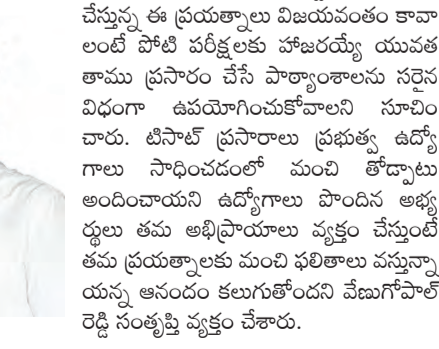 చేస్తున్న ఈ ప్రయత్నాలు విజయవంతం కావా
లంటే పోటి పరీక్షలకు హాజరయ్యే యువత
తాము ప్రసారం చేసే పాఠ్యాంశాలను సరైన
విధంగా ఉపయోగించుకోవాలని సూచిం
చారు. టిసాట్ ప్రసారాలు ప్రభుత్వ ఉద్యో
గాలు సాధించడంలో మంచి తోడ్పాటు
అందించాయని ఉద్యోగాలు పొందిన అభ్య
ర్థులు తమ అభిప్రాయాలు వ్యక్తం చేస్తుంటే
తమ ప్రయత్నాలకు మంచి ఫలితాలు వస్తున్నా
యన్న ఆనందం కలుగుతోందని వేణుగోపాల్
రెడ్డి సంతృప్తి వ్యక్తం చేశారు.